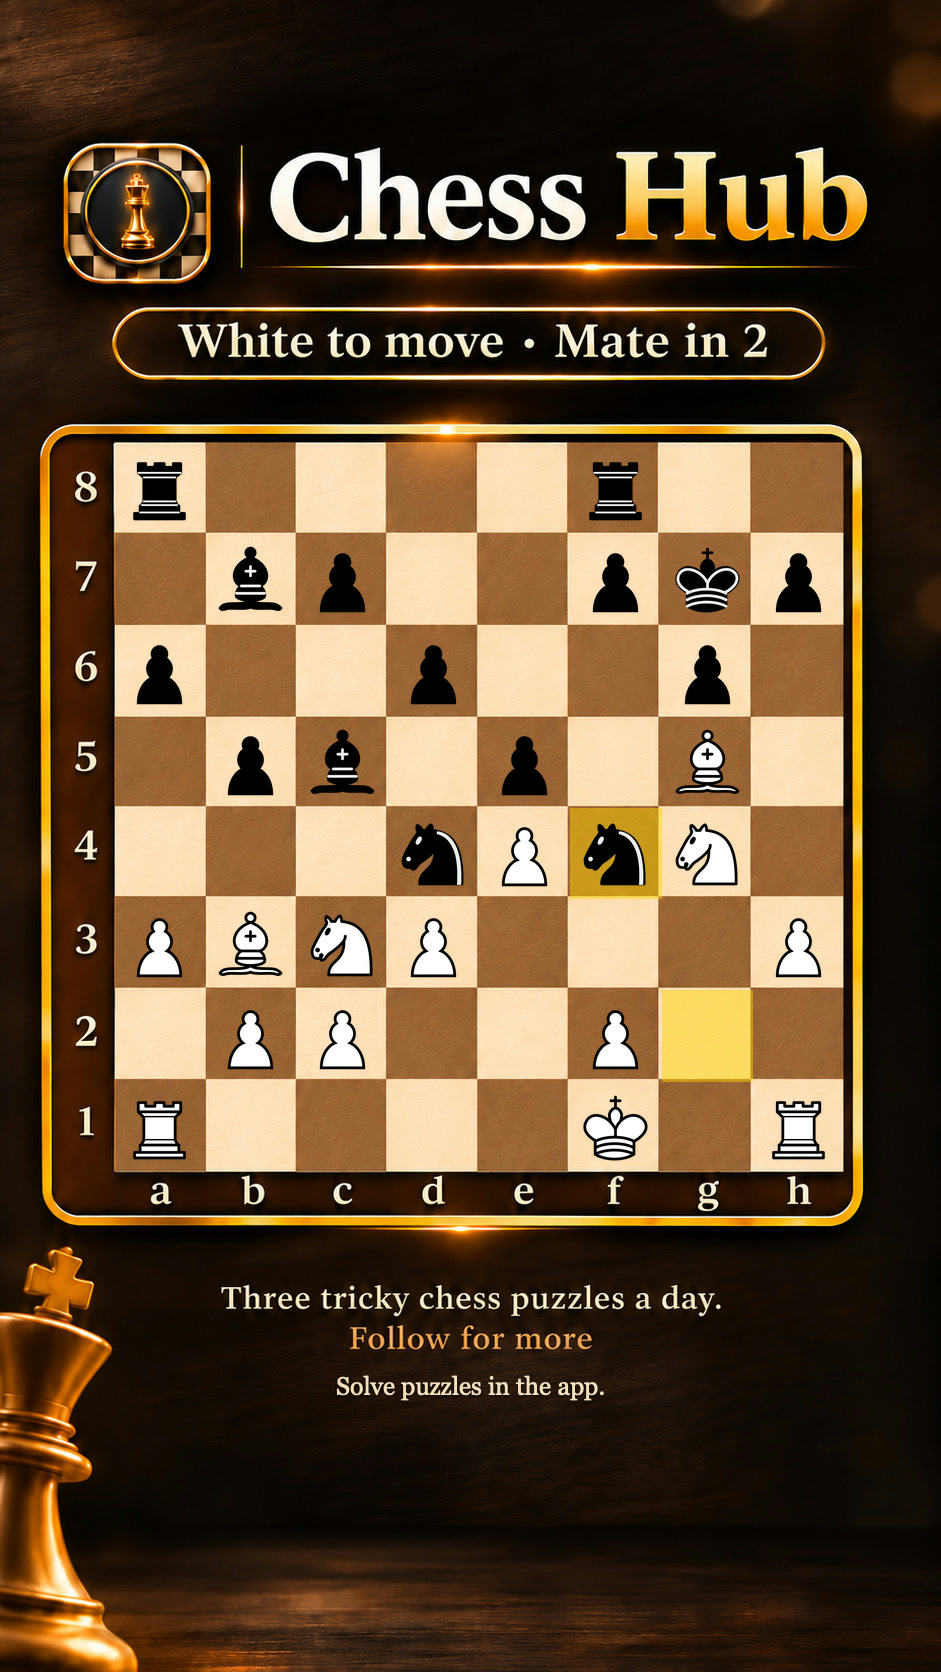 Chess Hub
White to move • Mate in 2
8
7
6
5
4
3
2
1
a b c d e f g h
Three tricky chess puzzles a day.
Follow for more
Solve puzzles in the app.